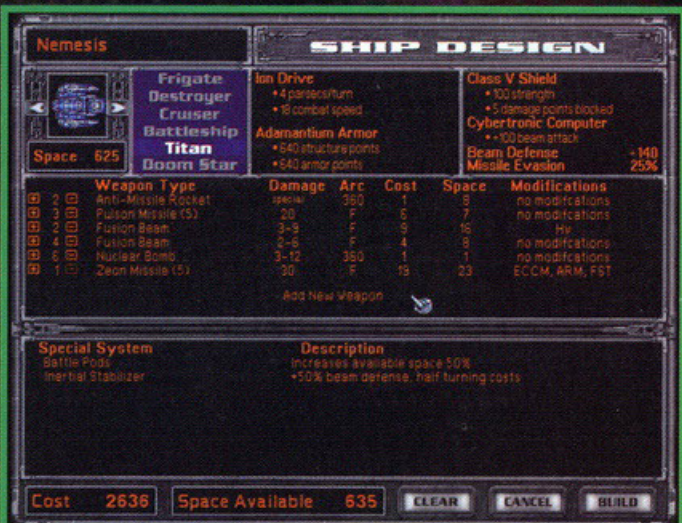 Nemesis
SHIP DESIGN
Frigate
Destroyer
Cruiser
Battleship
Titan
Doom Star
Space 625
Ion Drive
• 4 parsecs/turn
• 18 combat speed
Adamantium Armor
• 640 structure points
• 640 armor points
Class V Shield
• 100 strength
• 5 damage points blocked
Cybertronic Computer
• +100 beam attack
Beam Defense +140
Missile Evasion 25%
Weapon Type Damage Arc Cost Space Modifications
+ 2 - Anti-Missile Rocket special 360 1 8 no modifcations
+ 3 - Pulson Missile (5) 20 F 6 7 no modifcations
+ 2 - Fusion Beam 3-9 F 9 16 Hv
+ 4 - Fusion Beam 2-6 F 4 8 no modifcations
+ 6 - Nuclear Bomb 3-12 360 1 1 no modifcations
+ 1 - Zeon Missile (5) 30 F 19 23 ECCM, ARM, FST
Add New Weapon
Special System Description
Battle Pods Increases available space 50%
Inertial Stabilizer +50% beam defense, half turning costs
Cost 2636
Space Available 635
CLEAR
CANCEL
BUILD